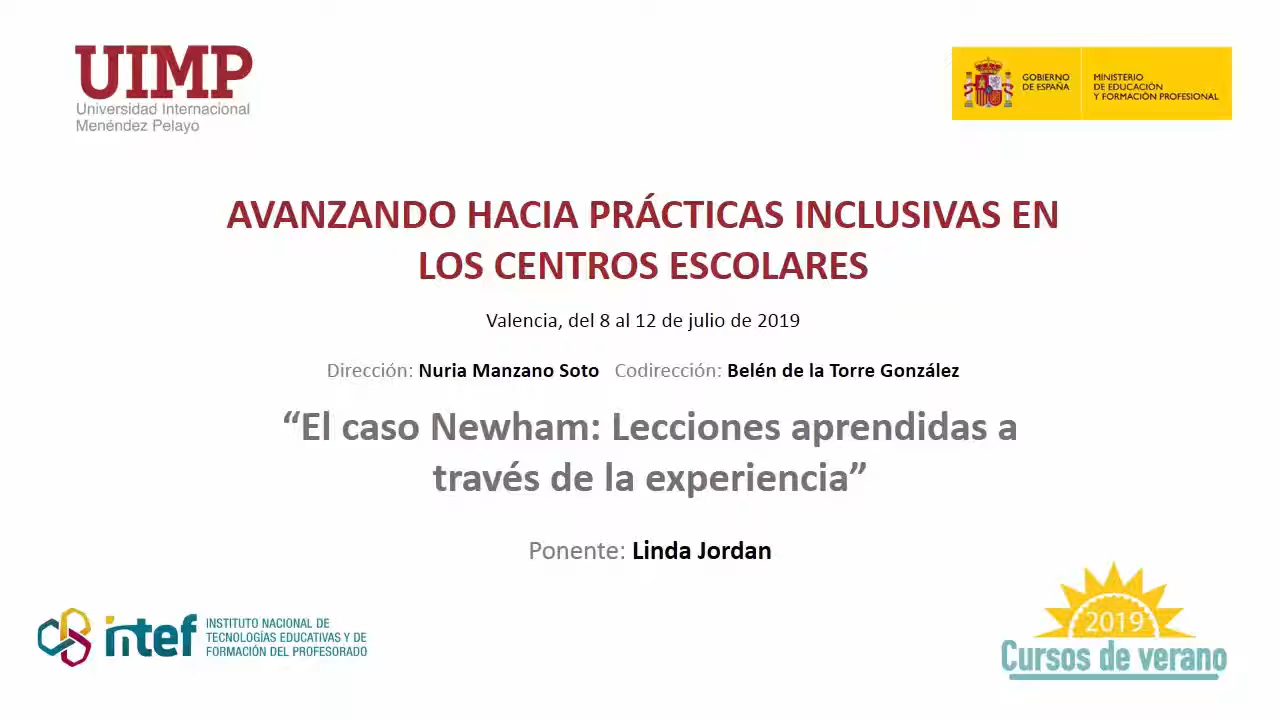 UIMP
Universidad Internacional
Menéndez Pelayo
GOBIERNO
DE ESPAÑA
MINISTERIO
DE EDUCACIÓN
Y FORMACIÓN PROFESIONAL
AVANZANDO HACIA PRÁCTICAS INCLUSIVAS EN
LOS CENTROS ESCOLARES
Valencia, del 8 al 12 de julio de 2019
Dirección: Nuria Manzano Soto Codirección: Belén de la Torre González
“El caso Newham: Lecciones aprendidas a
través de la experiencia”
Ponente: Linda Jordan
intef
INSTITUTO NACIONAL DE
TECNOLOGÍAS EDUCATIVAS Y DE
FORMACIÓN DEL PROFESORADO
2019
Cursos de verano